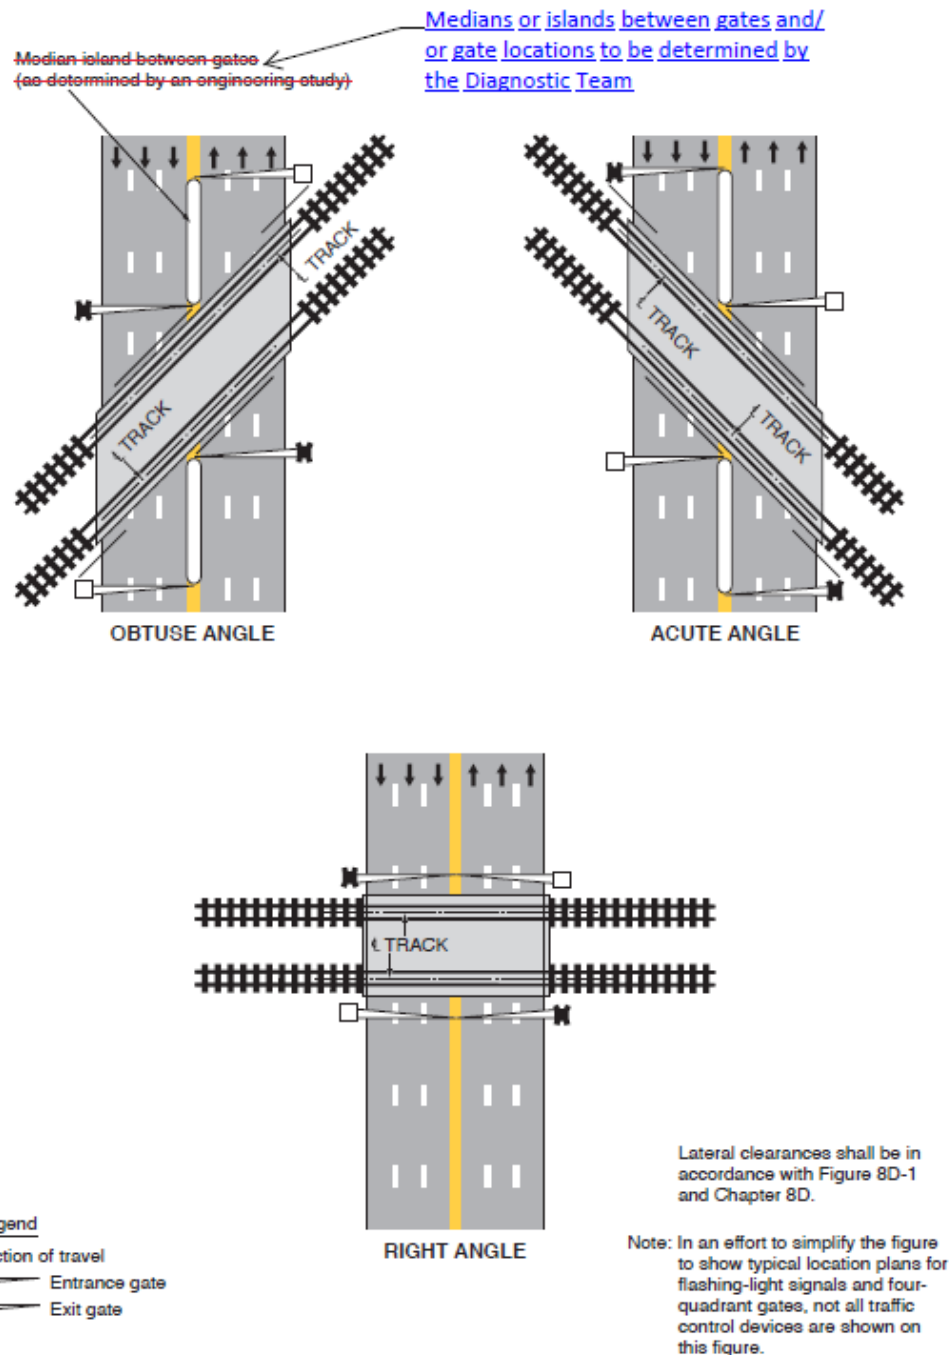 Medians or islands between gates and/
or gate locations to be determined by
the Diagnostic Team
Median island between gates
(as determined by an engineering study)
℄ TRACK
℄ TRACK
OBTUSE ANGLE
℄ TRACK
℄ TRACK
ACUTE ANGLE
℄ TRACK
RIGHT ANGLE
Lateral clearances shall be in
accordance with Figure 8D-1
and Chapter 8D.
Note: In an effort to simplify the figure
to show typical location plans for
flashing-light signals and four-
quadrant gates, not all traffic
control devices are shown on
this figure.
gend
ction of travel
Entrance gate
Exit gate